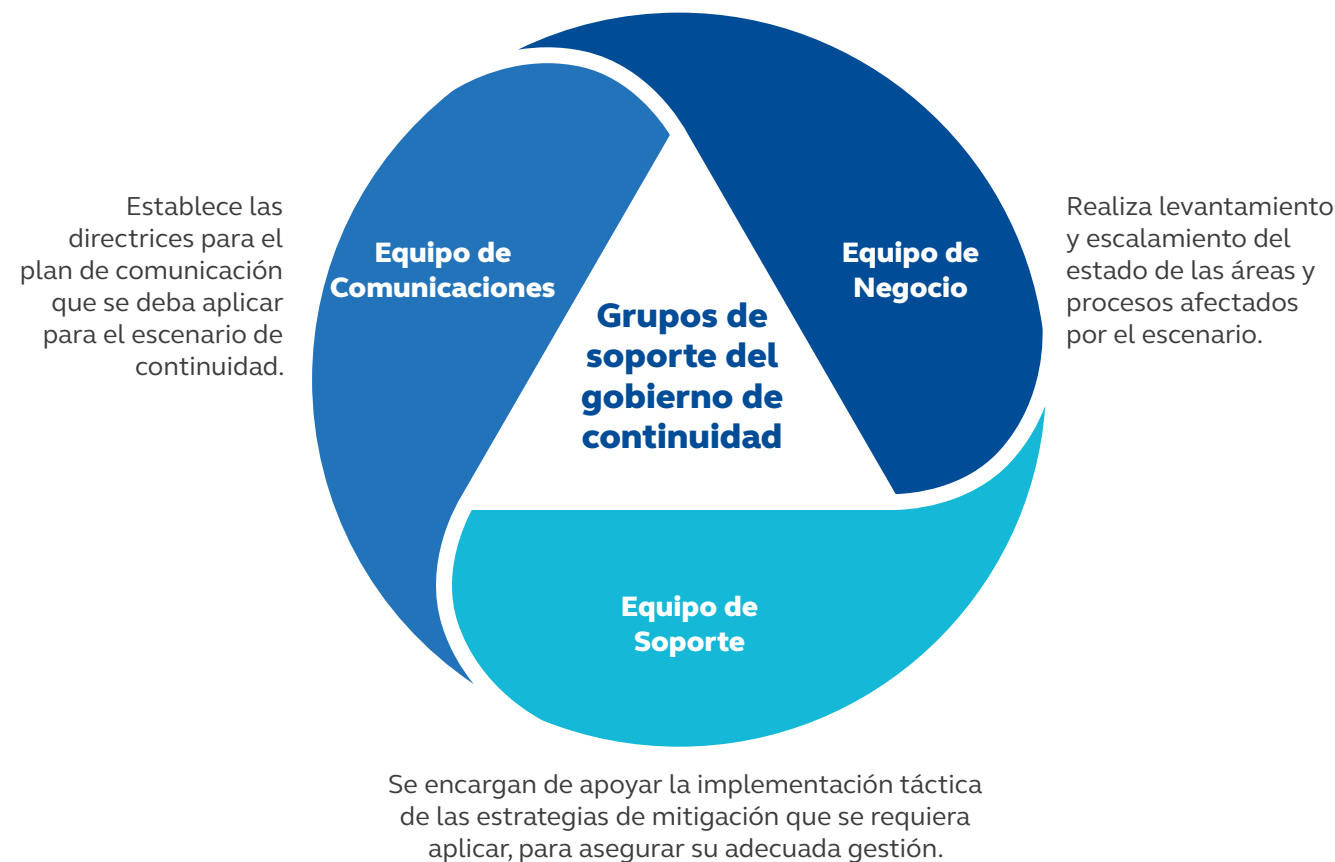 Establece las
directrices para el
plan de comunicación
que se deba aplicar
para el escenario de
continuidad.
Equipo de
Comunicaciones
Grupos de
soporte del
gobierno de
continuidad
Equipo de
Negocio
Realiza levantamiento
y escalamiento del
estado de las áreas y
procesos afectados
por el escenario.
Equipo de
Soporte
Se encargan de apoyar la implementación táctica
de las estrategias de mitigación que se requiera
aplicar, para asegurar su adecuada gestión.